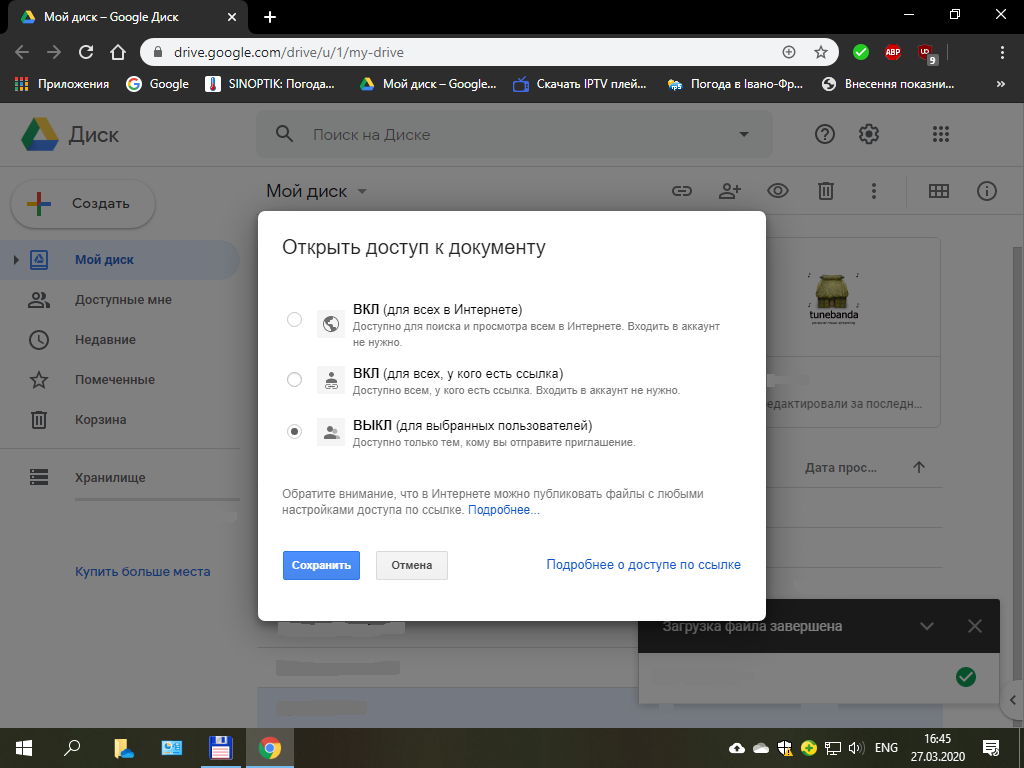 Мой диск – Google Диск
drive.google.com/drive/u/1/my-drive
ABP
UD
9
Приложения
Google
SINOPTIK: Погода...
Мой диск – Google...
Скачать IPTV плей...
Погода в Івано-Фр...
Внесення показни...
»
Диск
Поиск на Диске
Создать
Мой диск
Мой диск
Доступные мне
Недавние
Помеченные
Корзина
Хранилище
Купить больше места
tunebanda
едактировали за последн...
Дата прос...
Открыть доступ к документу
ВКЛ (для всех в Интернете)
Доступно для поиска и просмотра всем в Интернете. Входить в аккаунт
не нужно.
ВКЛ (для всех, у кого есть ссылка)
Доступно всем, у кого есть ссылка. Входить в аккаунт не нужно.
ВЫКЛ (для выбранных пользователей)
Доступно только тем, кому вы отправите приглашение.
Обратите внимание, что в Интернете можно публиковать файлы с любыми
настройками доступа по ссылке. Подробнее...
Сохранить
Отмена
Подробнее о доступе по ссылке
Загрузка файла завершена
ENG
16:45
27.03.2020